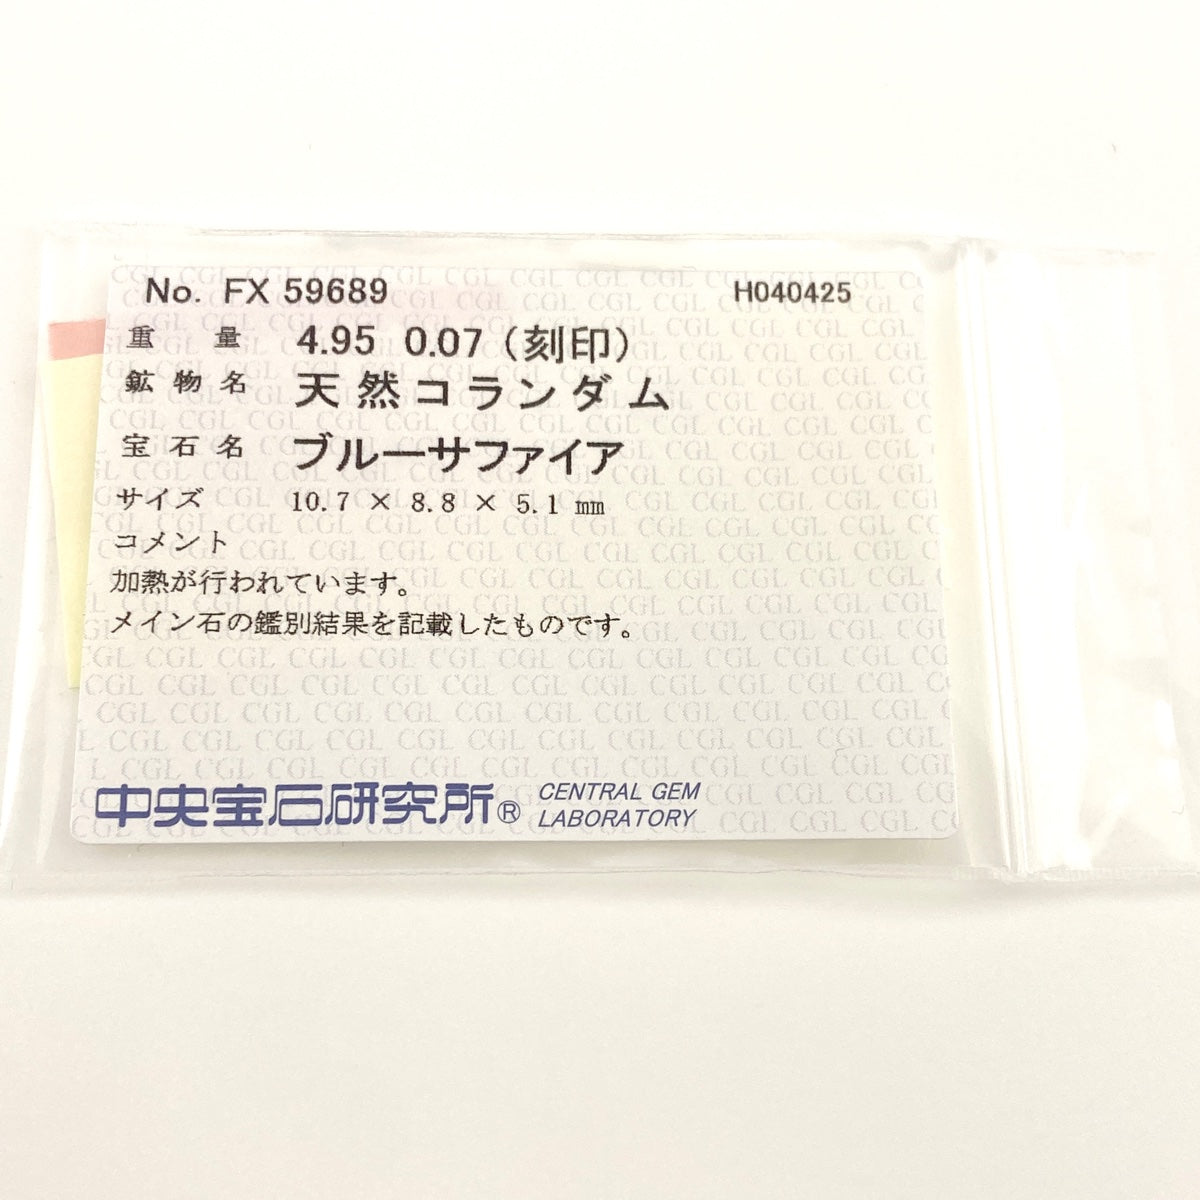 No. FX 59689 H040425
重量 4.95 0.07 (刻印)
鉱物名 天然コランダム
宝石名 ブルーサファイア
サイズ 10.7 × 8.8 × 5.1 ㎜
コメント
加熱が行われています。
メイン石の鑑別結果を記載したものです。
中央宝石研究所® CENTRAL GEM
LABORATORY